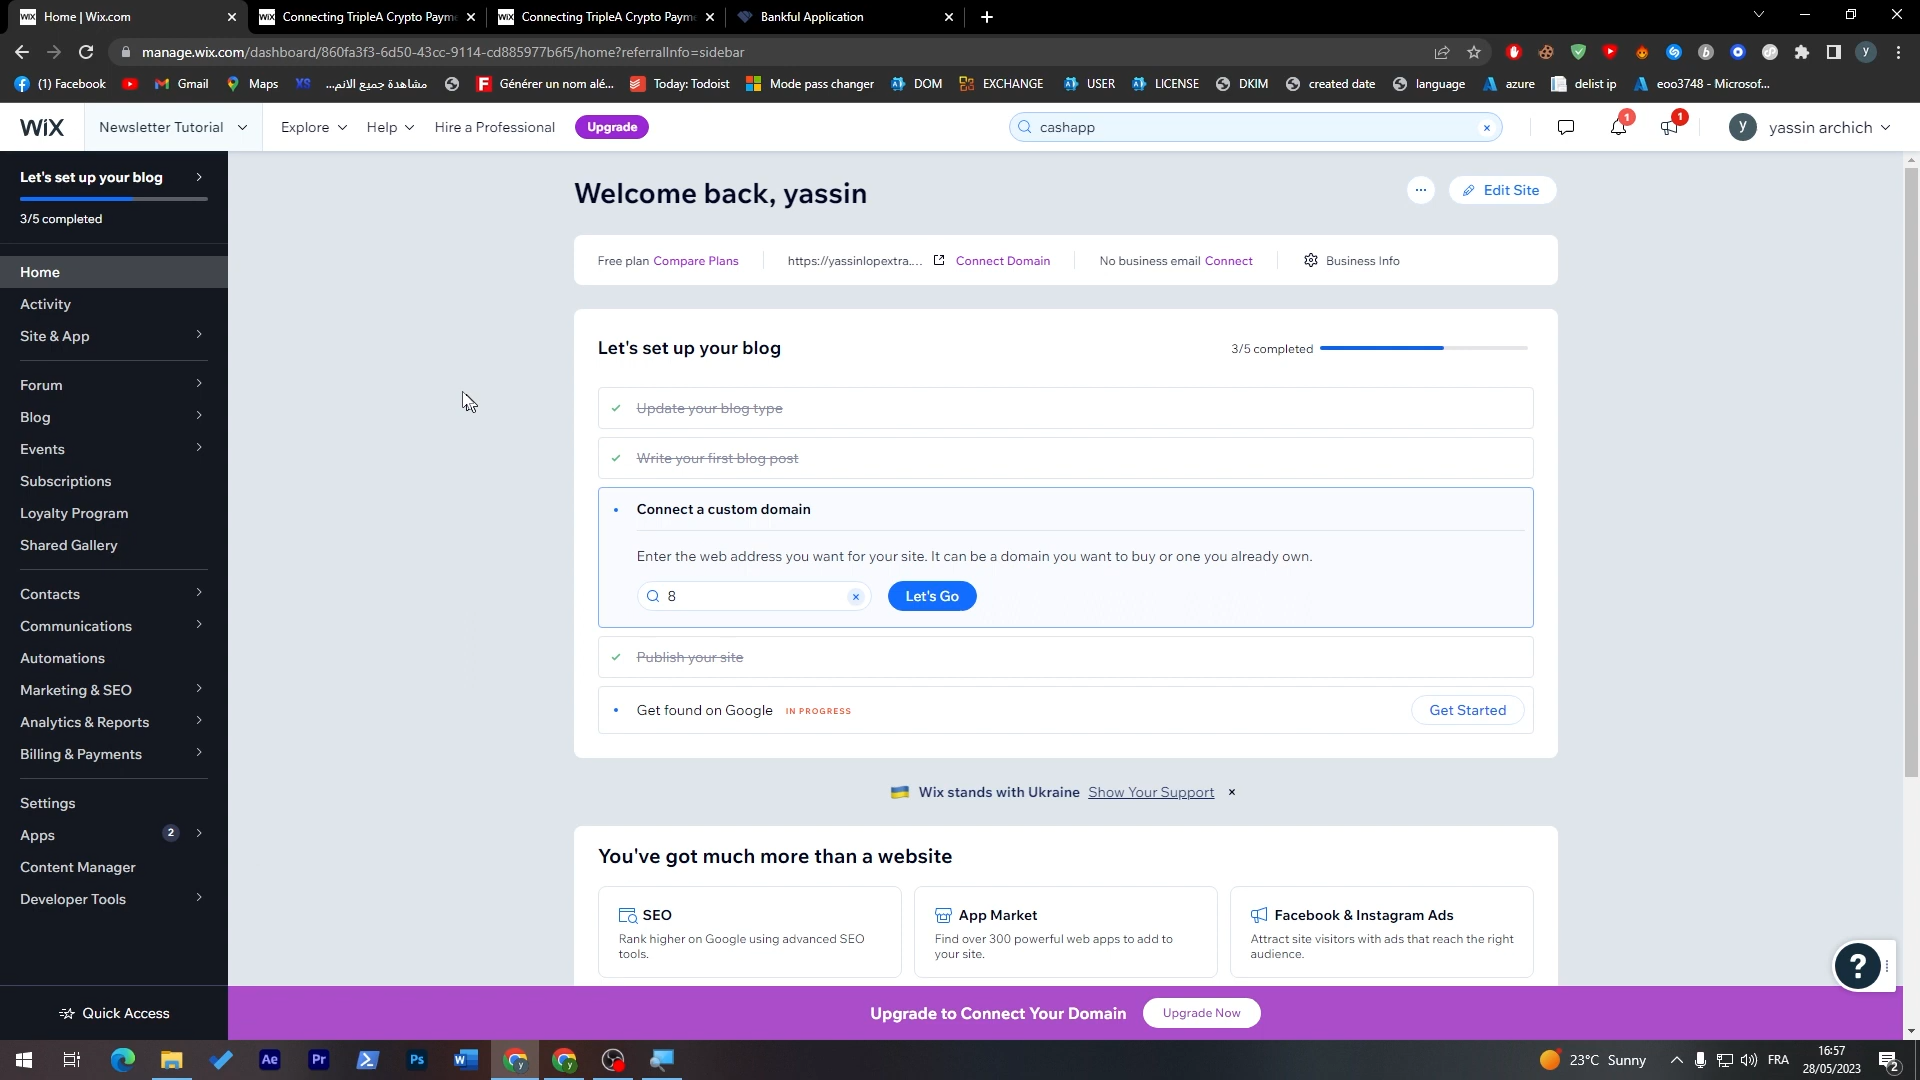 Home | Wix.com
Connecting TripleA Crypto Payme
Connecting TripleA Crypto Payme
Bankful Application
manage.wix.com/dashboard/860fa3f3-6d50-43cc-9114-cd885977b6f5/home?referralInfo=sidebar
(1) Facebook
Gmail
Maps
مشاهدة جميع الانم...
Générer un nom alé...
Today: Todoist
Mode pass changer
DOM
EXCHANGE
USER
LICENSE
DKIM
created date
language
azure
delist ip
eoo3748 - Microsof...
WiX
Newsletter Tutorial
Explore
Help
Hire a Professional
Upgrade
cashapp
1
1
y
yassin archich
Let's set up your blog
3/5 completed
Home
Activity
Site & App
Forum
Blog
Events
Subscriptions
Loyalty Program
Shared Gallery
Contacts
Communications
Automations
Marketing & SEO
Analytics & Reports
Billing & Payments
Settings
Apps
2
Content Manager
Developer Tools
Quick Access
Welcome back, yassin
Edit Site
Free plan Compare Plans
https://yassinlopextra....
Connect Domain
No business email Connect
Business Info
Let's set up your blog
3/5 completed
Update your blog type
Write your first blog post
Connect a custom domain
Enter the web address you want for your site. It can be a domain you want to buy or one you already own.
8
Let's Go
Publish your site
Get found on Google
IN PROGRESS
Get Started
Wix stands with Ukraine Show Your Support
You've got much more than a website
SEO
Rank higher on Google using advanced SEO
tools.
App Market
Find over 300 powerful web apps to add to
your site.
Facebook & Instagram Ads
Attract site visitors with ads that reach the right
audience.
?
Upgrade to Connect Your Domain
Upgrade Now
Ae
Pr
Ps
W
23°C Sunny
FRA
16:57
28/05/2023
2